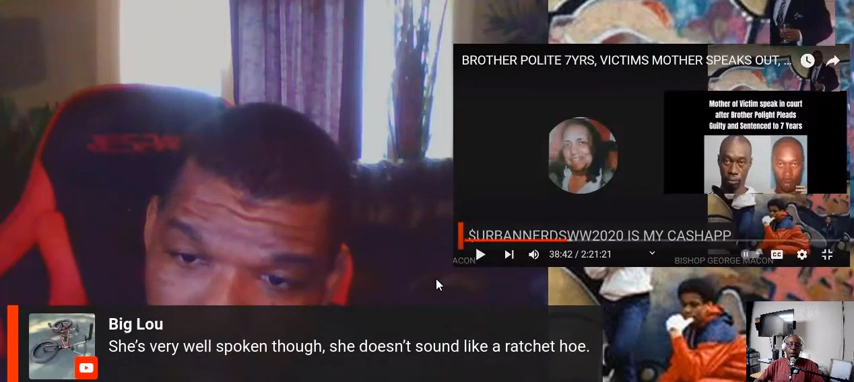 BROTHER POLITE 7YRS, VICTIMS MOTHER SPEAKS OUT, ...
Mother of Victim speak in court
after Brother Polight Pleads
Guilty and Sentenced to 7 Years
$URBANNERDSWW2020 IS MY CASHAPP
38:42 / 2:21:21
CC
ACON
BISHOP GEORGE MACON
Big Lou
She's very well spoken though, she doesn't sound like a ratchet hoe.